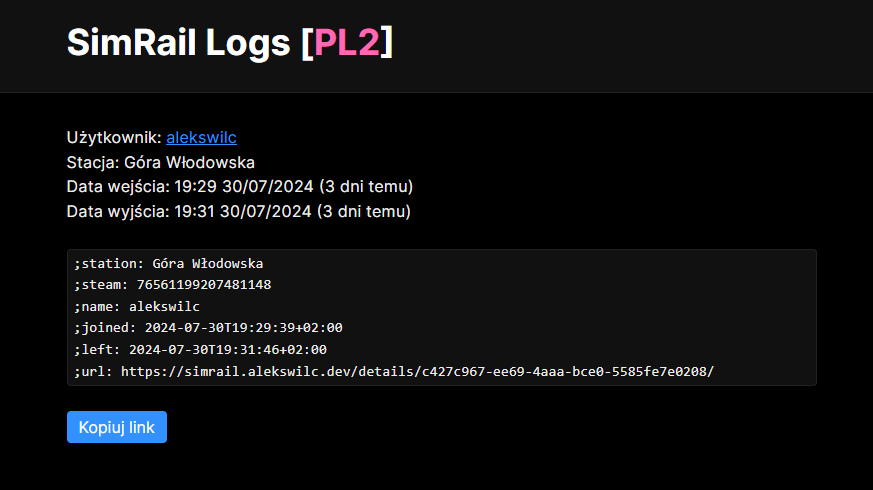 SimRail Logs [PL2]
Użytkownik: alekswilc
Stacja: Góra Włodowska
Data wejścia: 19:29 30/07/2024 (3 dni temu)
Data wyjścia: 19:31 30/07/2024 (3 dni temu)
;station: Góra Włodowska
;steam: 76561199207481148
;name: alekswilc
;joined: 2024-07-30T19:29:39+02:00
;left: 2024-07-30T19:31:46+02:00
;url: https://simrail.alekswilc.dev/details/c427c967-ee69-4aaa-bce0-5585fe7e0208/
Kopiuj link